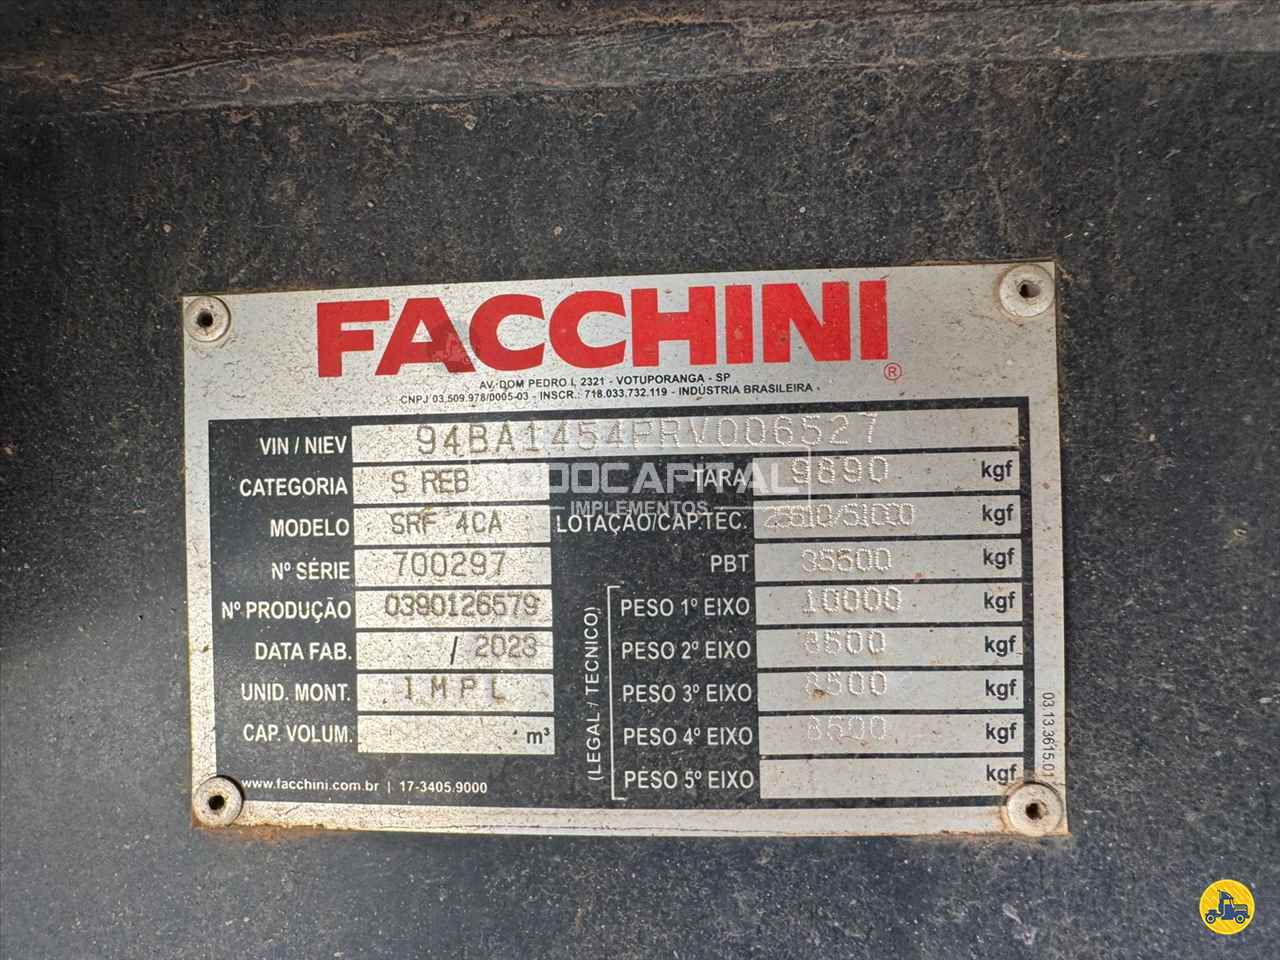 FACCHINI
®
AV. DOM PEDRO I, 2321 - VOTUPORANGA - SP
CNPJ 03.509.978/0005-03 - INSCR.: 718.033.732.119 - INDÚSTRIA BRASILEIRA
VIN / NIEV 94BA1454PRV006527
CATEGORIA S REB
MODELO SRF 4CA
Nº SÉRIE 700297
Nº PRODUÇÃO 0390126579
DATA FAB. / 2023
UNID. MONT. IMPL
CAP. VOLUM. m³
www.facchini.com.br | 17-3405.9000
TARA 9890 kgf
LOTAÇÃO/CAP.TEC. 25610/51000 kgf
PBT 35500 kgf
(LEGAL / TECNICO)
PESO 1º EIXO 10000 kgf
PESO 2º EIXO 8500 kgf
PESO 3º EIXO 8500 kgf
PESO 4º EIXO 8500 kgf
PESO 5º EIXO kgf
03.13.3615.01
RODOCAPITAL
IMPLEMENTOS